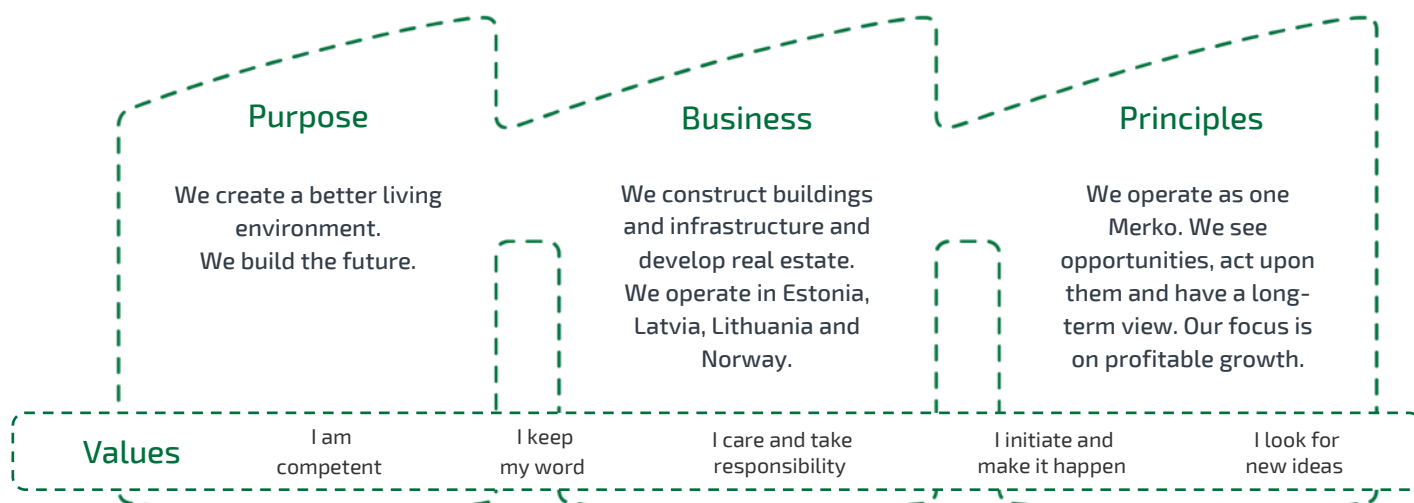 Purpose
We create a better living
environment.
We build the future.
Business
We construct buildings
and infrastructure and
develop real estate.
We operate in Estonia,
Latvia, Lithuania and
Norway.
Principles
We operate as one
Merko. We see
opportunities, act upon
them and have a long-
term view. Our focus is
on profitable growth.
Values
I am
competent
I keep
my word
I care and take
responsibility
I initiate and
make it happen
I look for
new ideas